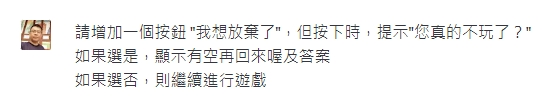 請增加一個按鈕 "我想放棄了"，但按下時，提示"您真的不玩了？"
如果選是，顯示有空再回來喔及答案
如果選否，則繼續進行遊戲